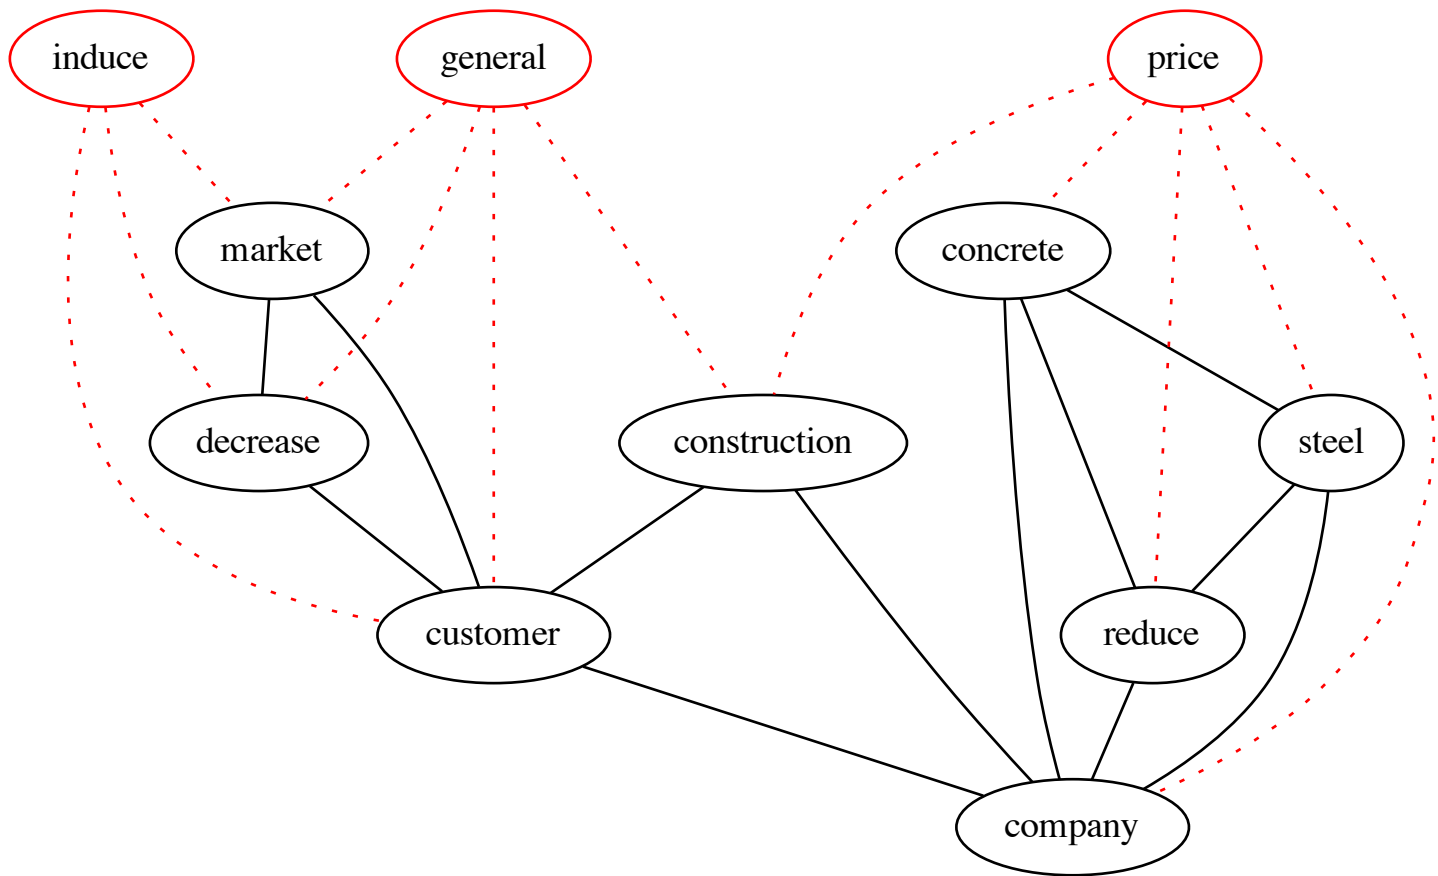 induce
general
price
market
concrete
decrease
construction
steel
customer
reduce
company